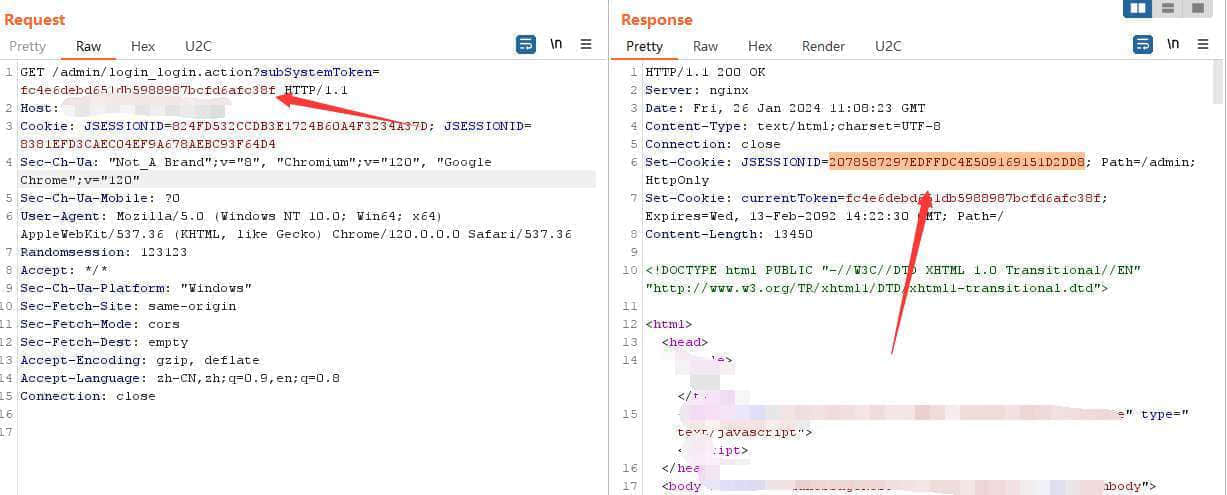 Request
Pretty Raw Hex U2C \n
1 GET /admin/login_login.action?subSystemToken=
fc4e6debd651db5988987bcfd6afc38f HTTP/1.1
2 Host:
3 Cookie: JSESSIONID=824FD532CCDB3E1724B60A4F3234A37D; JSESSIONID=
8381EFD3CAEC04EF9A678AEBC93F64D4
4 Sec-Ch-Ua: "Not_A Brand";v="8", "Chromium";v="120", "Google
Chrome";v="120"
5 Sec-Ch-Ua-Mobile: ?0
6 User-Agent: Mozilla/5.0 (Windows NT 10.0; Win64; x64)
AppleWebKit/537.36 (KHTML, like Gecko) Chrome/120.0.0.0 Safari/537.36
7 Randomsession: 123123
8 Accept: */*
9 Sec-Ch-Ua-Platform: "Windows"
10 Sec-Fetch-Site: same-origin
11 Sec-Fetch-Mode: cors
12 Sec-Fetch-Dest: empty
13 Accept-Encoding: gzip, deflate
14 Accept-Language: zh-CN,zh;q=0.9,en;q=0.8
15 Connection: close
16
17
Response
Pretty Raw Hex Render U2C \n
1 HTTP/1.1 200 OK
2 Server: nginx
3 Date: Fri, 26 Jan 2024 11:08:23 GMT
4 Content-Type: text/html;charset=UTF-8
5 Connection: close
6 Set-Cookie: JSESSIONID=2078587297EDFFDC4E509169151D2DD8; Path=/admin;
HttpOnly
7 Set-Cookie: currentToken=fc4e6debd651db5988987bcfd6afc38f;
Expires=Wed, 13-Feb-2092 14:22:30 GMT; Path=/
8 Content-Length: 13450
9
10 <!DOCTYPE html PUBLIC "-//W3C//DTD XHTML 1.0 Transitional//EN"
"http://www.w3.org/TR/xhtml1/DTD/xhtml1-transitional.dtd">
11
12 <html>
13 <head>
14
</
15 " type="
text/javascript">
16
17 <body